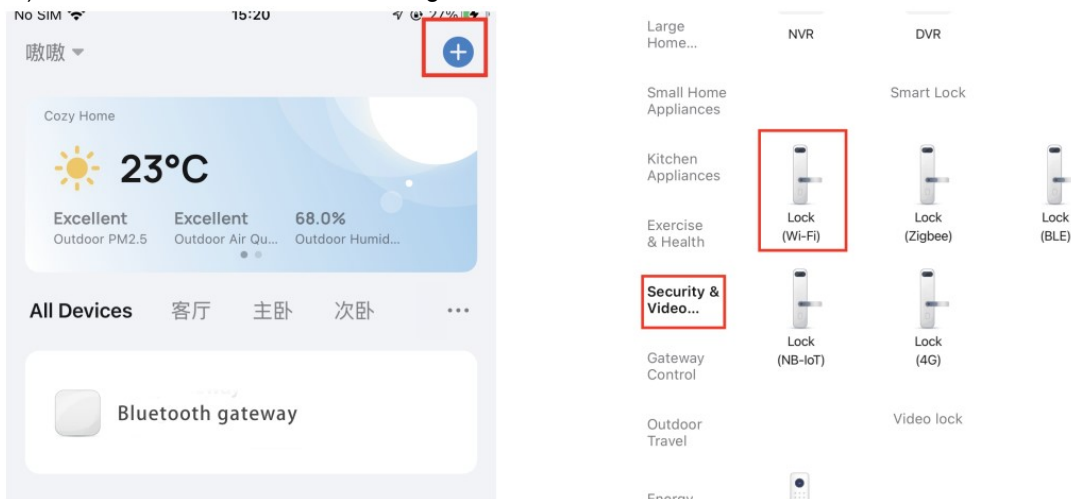 No SIM 15:20 27%
嗷嗷
Cozy Home
23°C
Excellent Excellent 68.0%
Outdoor PM2.5 Outdoor Air Qu... Outdoor Humid...
All Devices 客厅 主卧 次卧 ...
Bluetooth gateway
Large
Home...
NVR DVR
Small Home
Appliances
Smart Lock
Kitchen
Appliances
Exercise
& Health
Lock
(Wi-Fi)
Lock
(Zigbee)
Lock
(BLE)
Security &
Video...
Lock
(NB-IoT)
Lock
(4G)
Gateway
Control
Outdoor
Travel
Video lock
Energy